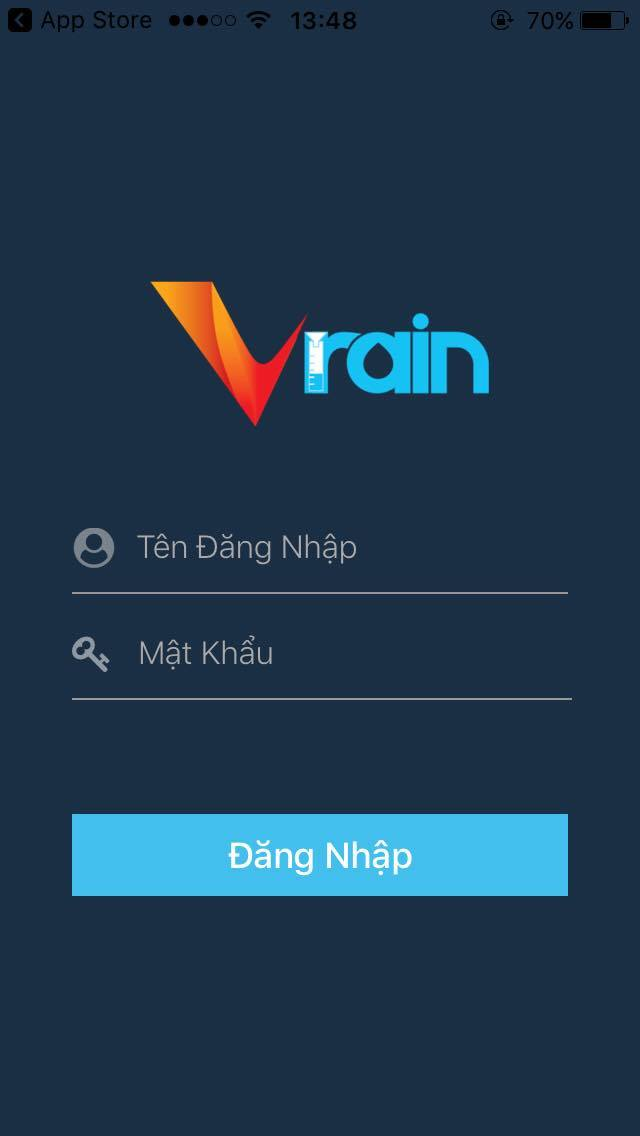 App Store 13:48 70%
Vrain
Tên Đăng Nhập
Mật Khẩu
Đăng Nhập